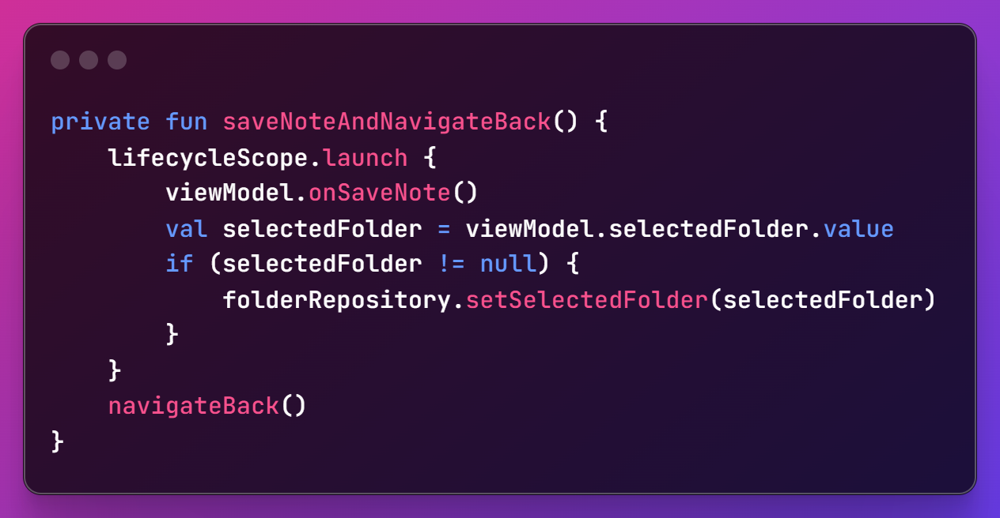 private fun saveNoteAndNavigateBack() {
    lifecycleScope.launch {
        viewModel.onSaveNote()
        val selectedFolder = viewModel.selectedFolder.value
        if (selectedFolder != null) {
            folderRepository.setSelectedFolder(selectedFolder)
        }
    }
    navigateBack()
}